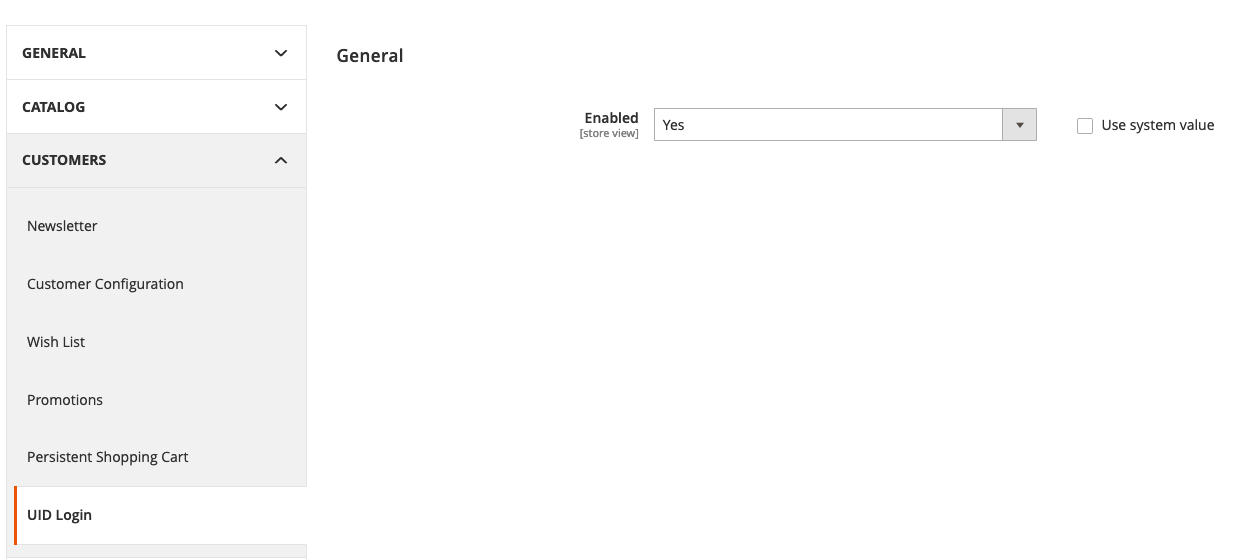 GENERAL
CATALOG
CUSTOMERS
Newsletter
Customer Configuration
Wish List
Promotions
Persistent Shopping Cart
UID Login
General
Enabled
[store view]
Yes
Use system value